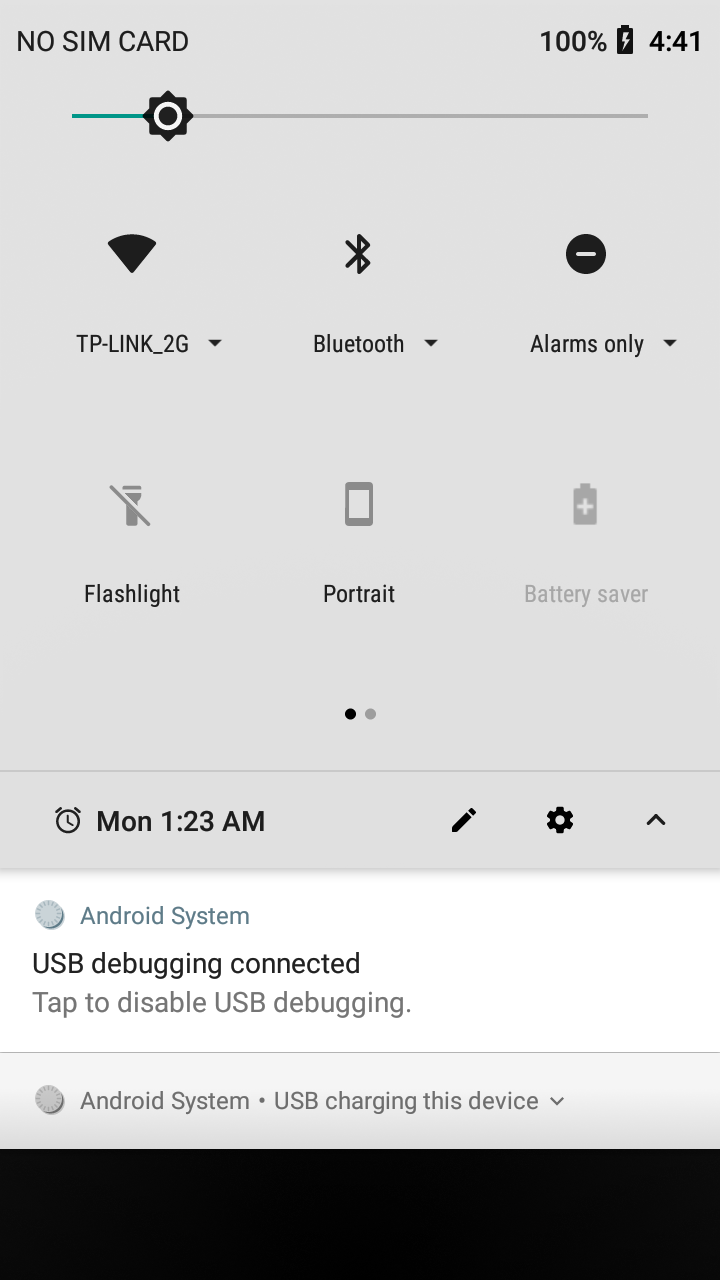 NO SIM CARD 100% 4:41
TP-LINK_2G Bluetooth Alarms only
Flashlight Portrait Battery saver
Mon 1:23 AM
Android System
USB debugging connected
Tap to disable USB debugging.
Android System • USB charging this device